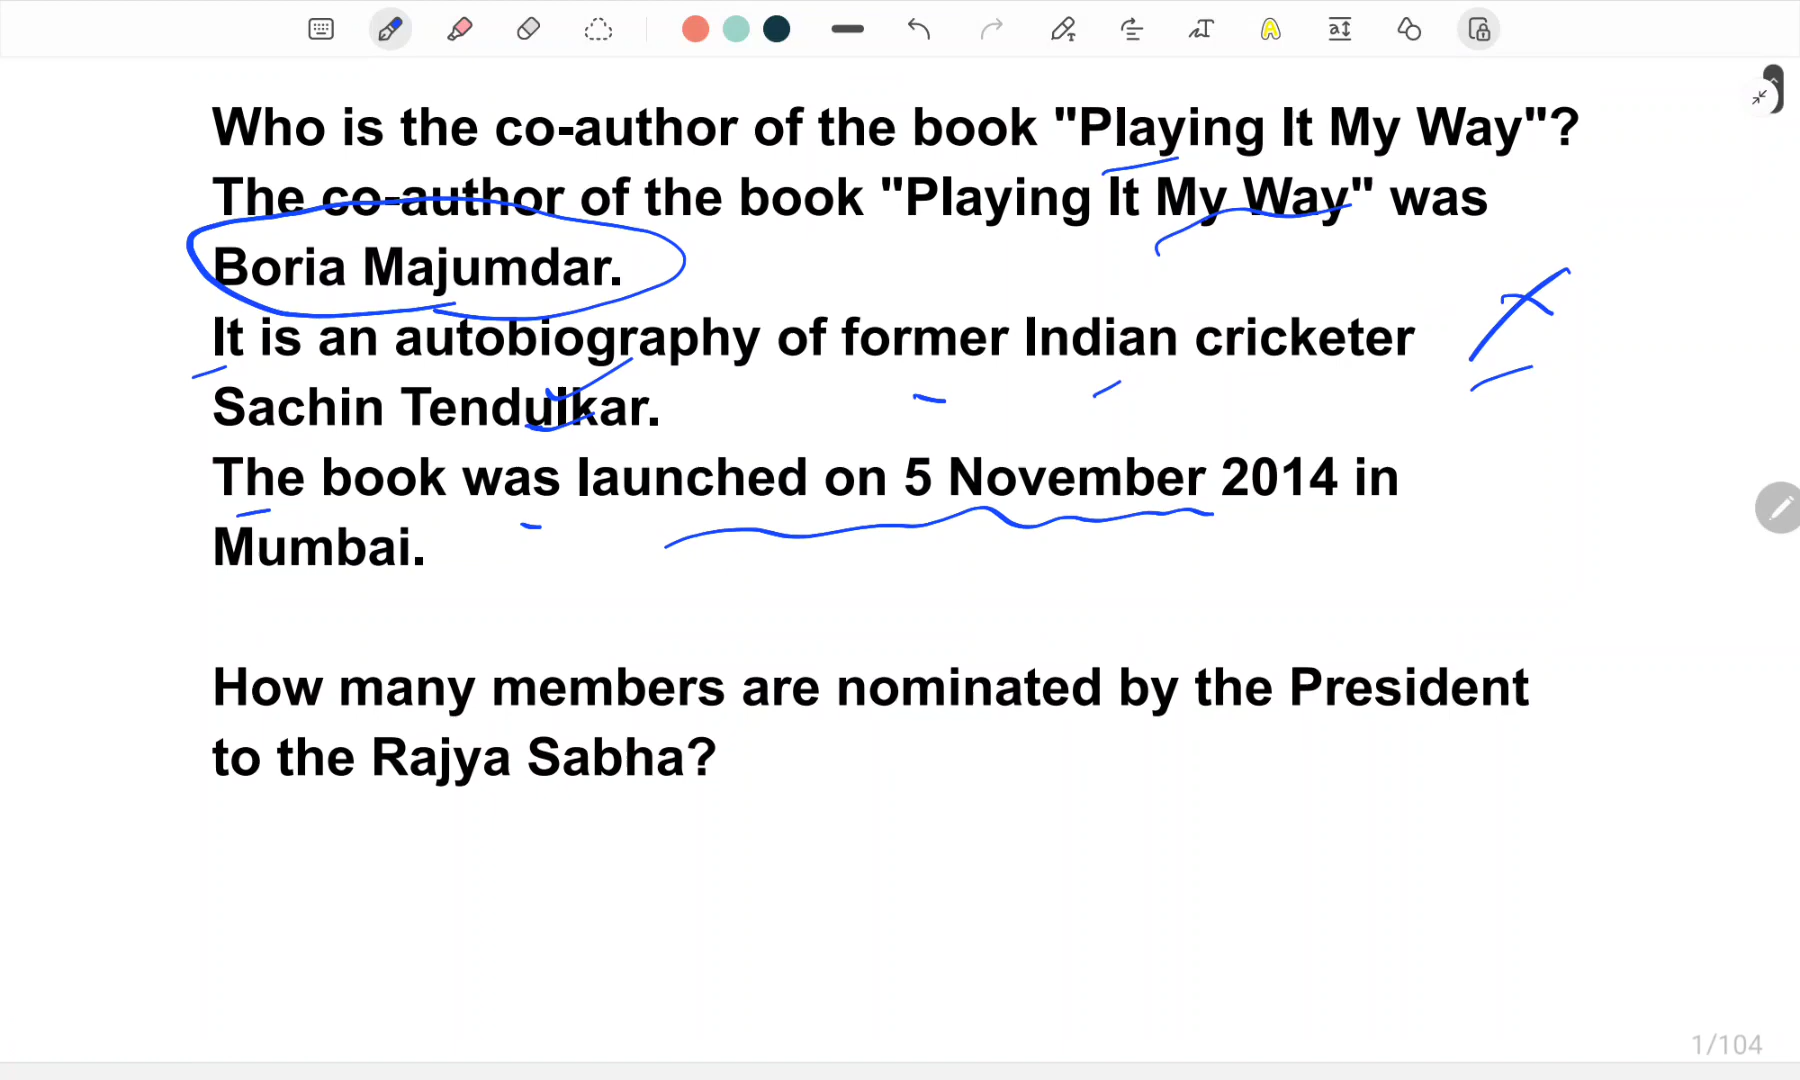 Who is the co-author of the book "Playing It My Way"?
The co-author of the book "Playing It My Way" was
Boria Majumdar.
It is an autobiography of former Indian cricketer
Sachin Tendulkar.
The book was launched on 5 November 2014 in
Mumbai.
How many members are nominated by the President
to the Rajya Sabha?
1/104